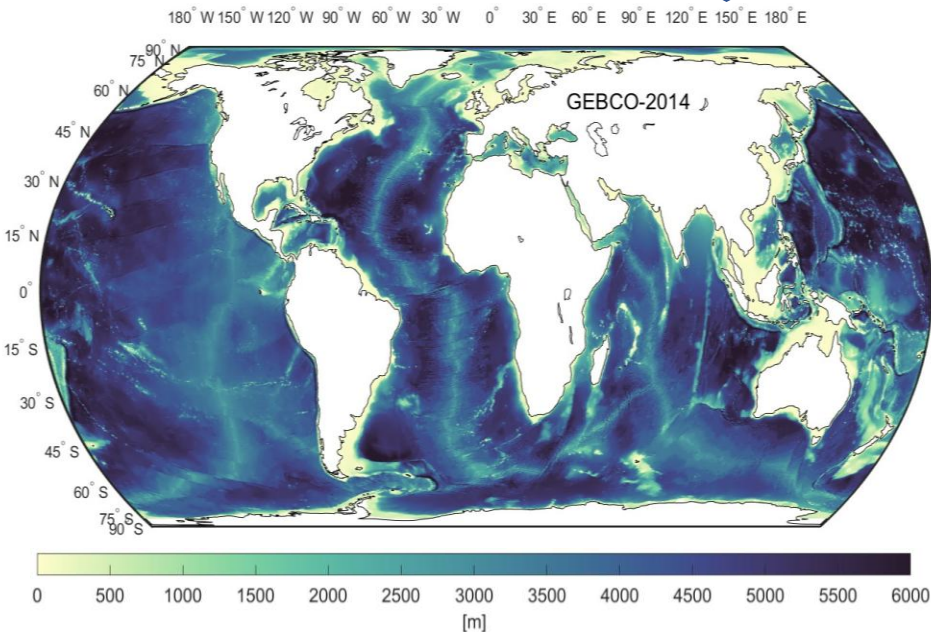 180° W 150° W 120° W 90° W 60° W 30° W 0° 30° E 60° E 90° E 120° E 150° E 180° E
90° N
75° N
60° N
45° N
30° N
15° N
0°
15° S
30° S
45° S
60° S
75° S
90° S
GEBCO-2014
0 500 1000 1500 2000 2500 3000 3500 4000 4500 5000 5500 6000
[m]